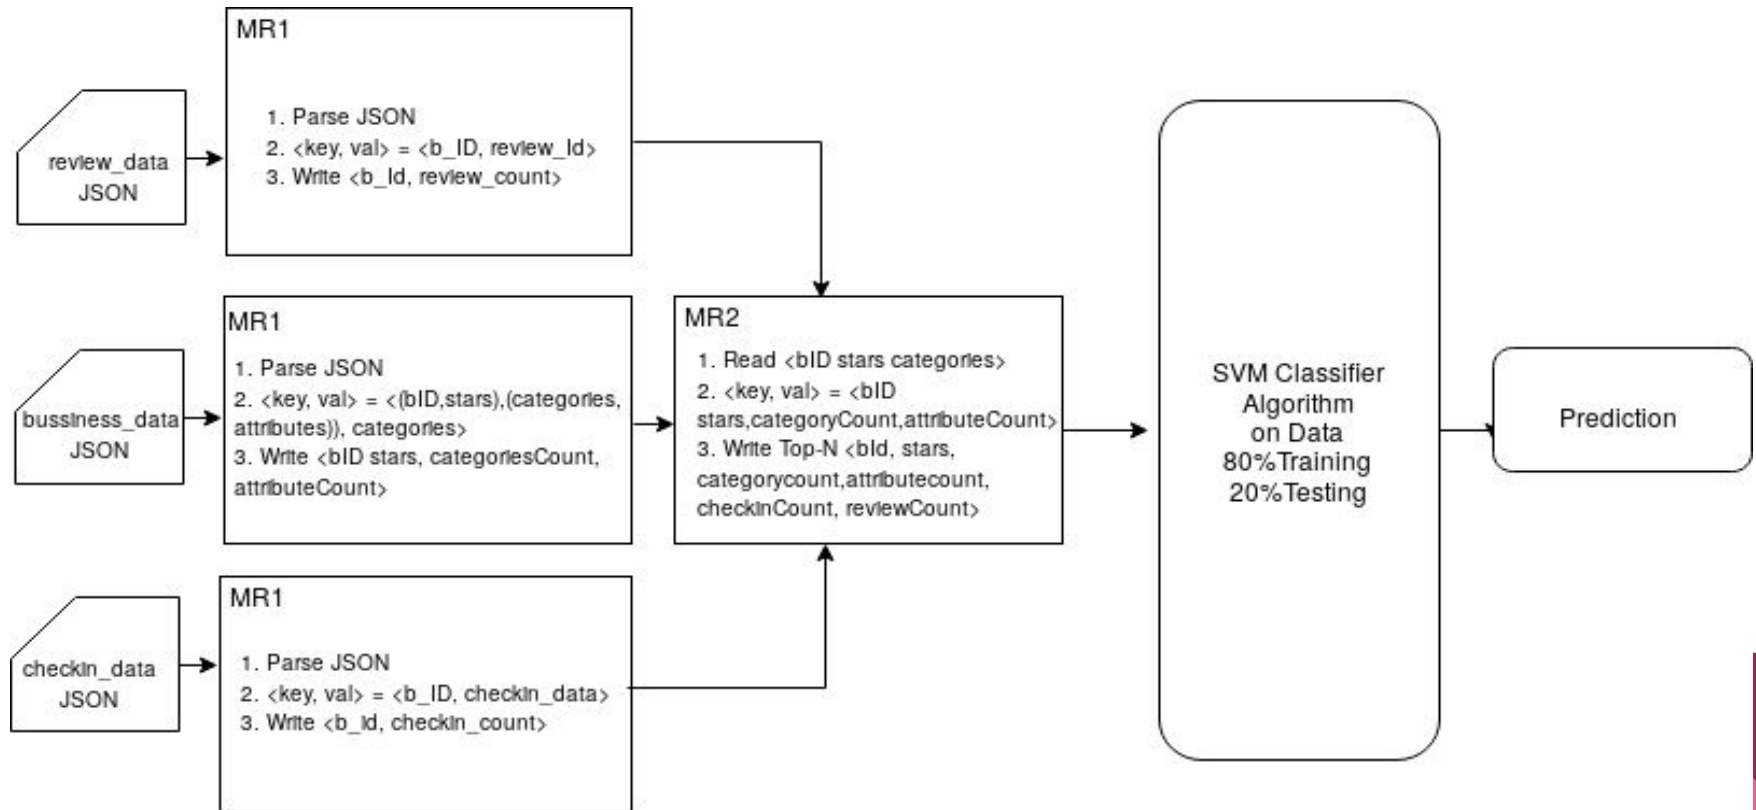 MR1
1. Parse JSON
2. <key, val> = <b_ID, review_Id>
3. Write <b_Id, review_count>
review_data
JSON
MR1
1. Parse JSON
2. <key, val> = <(bID,stars),(categories,
attributes)), categories>
3. Write <bID stars, categoriesCount,
attributeCount>
bussiness_data
JSON
MR2
1. Read <bID stars categories>
2. <key, val> = <bID
stars,categoryCount,attributeCount>
3. Write Top-N <bId, stars,
categorycount,attributecount,
checkinCount, reviewCount>
SVM Classifier
Algorithm
on Data
80%Training
20%Testing
Prediction
MR1
1. Parse JSON
2. <key, val> = <b_ID, checkin_data>
3. Write <b_id, checkin_count>
checkin_data
JSON